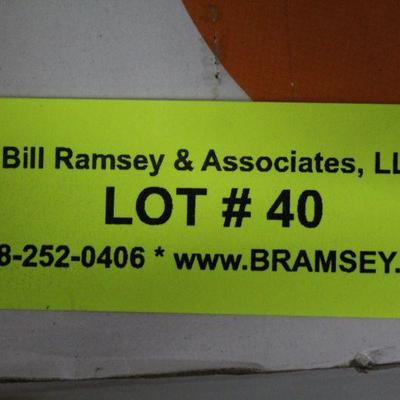 Bill Ramsey & Associates, LL
LOT # 40
8-252-0406 * www.BRAMSEY.